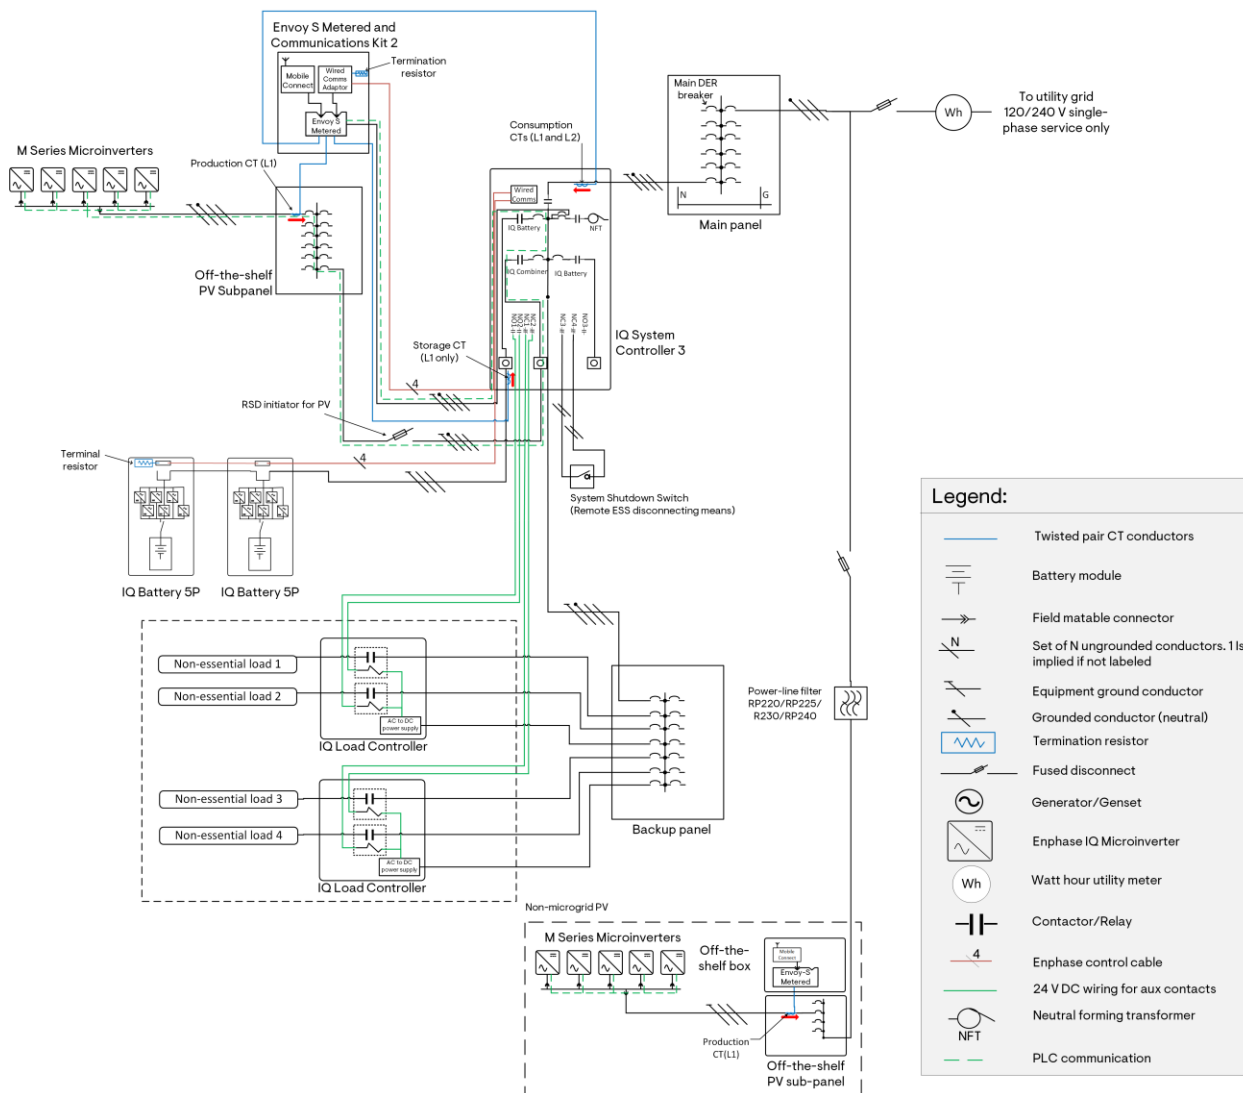 Envoy S Metered and
Communications Kit 2
Termination
resistor
Mobile
Connect
Wired
Comms
Adaptor
Envoy S
Metered
M Series Microinverters
Production CT (L1)
Off-the-shelf
PV Subpanel
Consumption
CTs (L1 and L2)
Wired
Comms
IQ Battery
NFT
IQ Combiner
IQ Battery
NO1
NO2
NC1
NC2
NC3
NC4
NO3
IQ System
Controller 3
Storage CT
(L1 only)
4
RSD initiator for PV
Main DER
breaker
N
G
Main panel
Wh
To utility grid
120/240 V single-
phase service only
Terminal
resistor
4
IQ Battery 5P
IQ Battery 5P
System Shutdown Switch
(Remote ESS disconnecting means)
Non-essential load 1
Non-essential load 2
AC to DC
power supply
IQ Load Controller
Non-essential load 3
Non-essential load 4
AC to DC
power supply
IQ Load Controller
Backup panel
Power-line filter
RP220/RP225/
R230/RP240
Non-microgrid PV
M Series Microinverters
Off-the-
shelf box
Mobile
Connect
Envoy-S
Metered
Production
CT(L1)
Off-the-shelf
PV sub-panel
Legend:
Twisted pair CT conductors
Battery module
Field matable connector
N
Set of N ungrounded conductors. 1 Is
implied if not labeled
Equipment ground conductor
Grounded conductor (neutral)
Termination resistor
Fused disconnect
Generator/Genset
Enphase IQ Microinverter
Wh
Watt hour utility meter
Contactor/Relay
4
Enphase control cable
24 V DC wiring for aux contacts
NFT
Neutral forming transformer
PLC communication